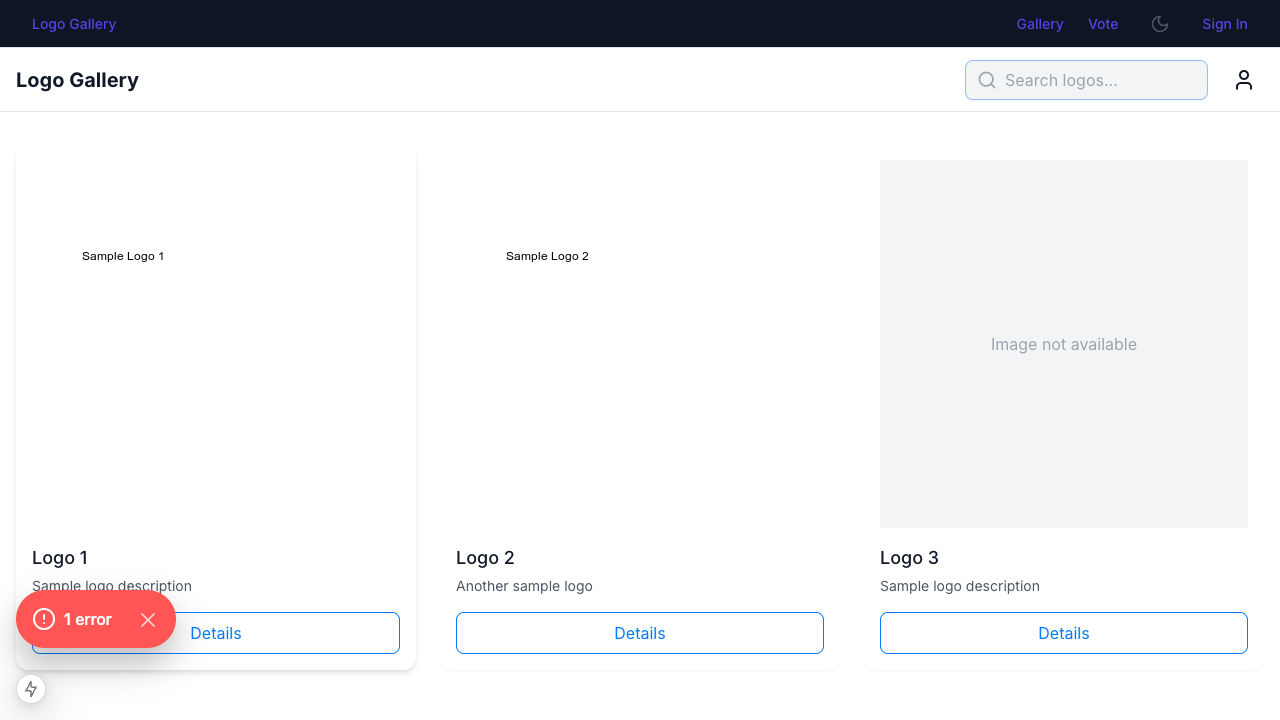 Logo Gallery
Gallery
Vote
Sign In
Logo Gallery
Search logos...
Sample Logo 1
Sample Logo 2
Image not available
Logo 1
Sample logo description
Details
Logo 2
Another sample logo
Details
Logo 3
Sample logo description
Details
1 error